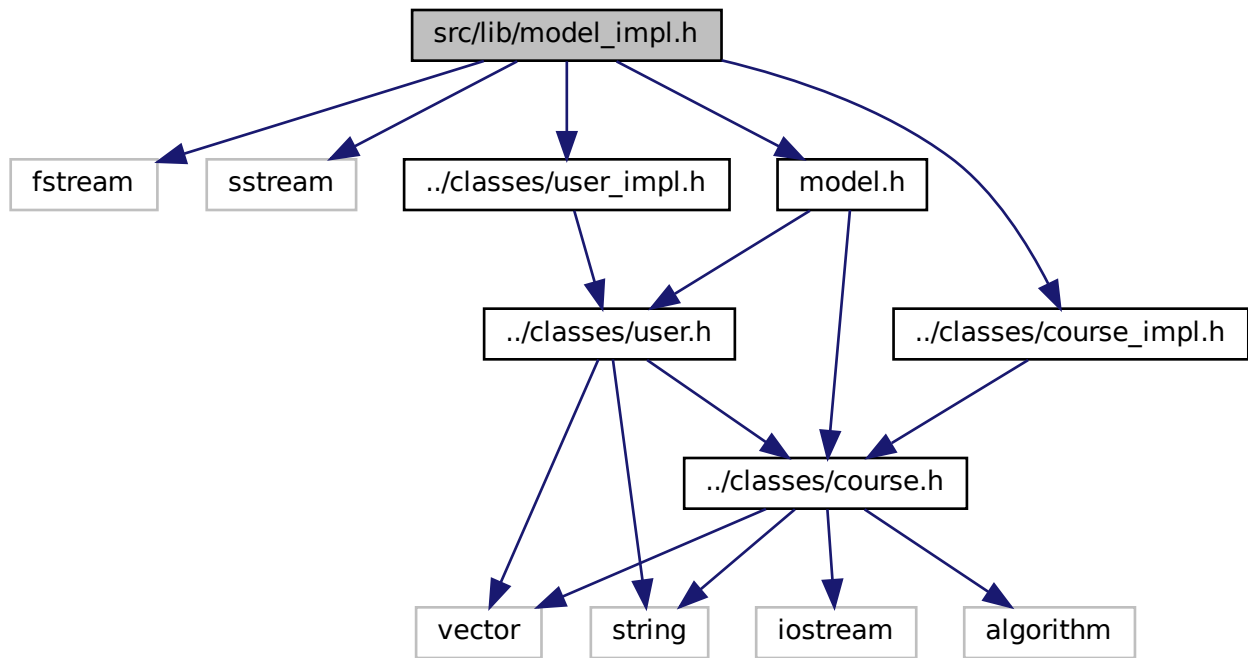 src/lib/model_impl.h
fstream
sstream
../classes/user_impl.h
model.h
../classes/user.h
../classes/course_impl.h
../classes/course.h
vector
string
iostream
algorithm